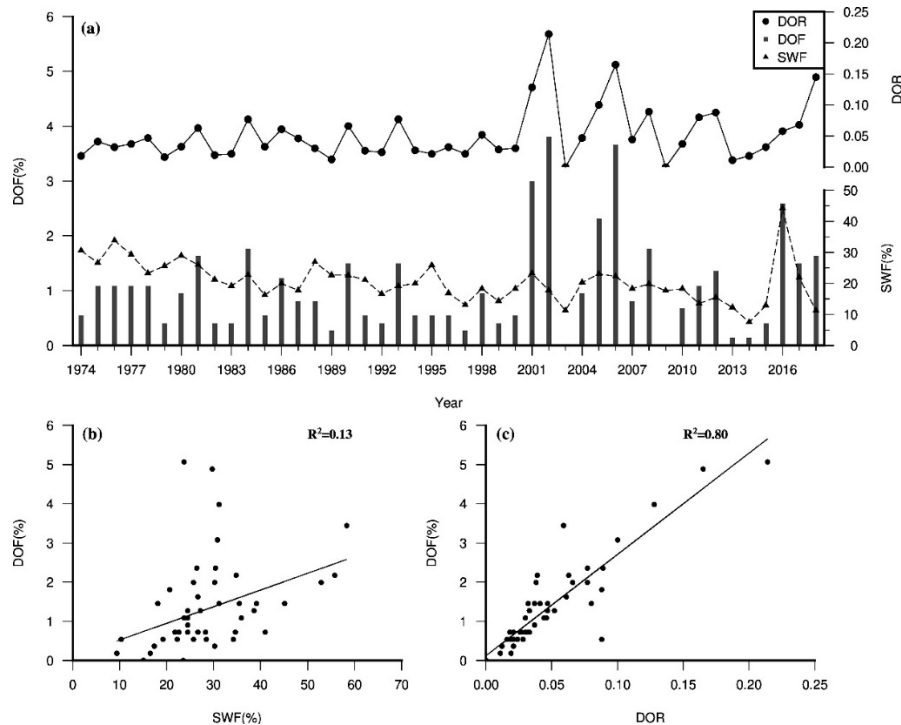 (a)
DOR
DOF
SWF
DOF(%)
6
5
4
3
2
1
0
DOR
0.25
0.20
0.15
0.10
0.05
0.00
SWF(%)
50
40
30
20
10
0
1974 1977 1980 1983 1986 1989 1992 1995 1998 2001 2004 2007 2010 2013 2016
Year
(b)
R²=0.13
DOF(%)
6
5
4
3
2
1
0
0 10 20 30 40 50 60 70
SWF(%)
(c)
R²=0.80
DOF(%)
6
5
4
3
2
1
0
0.00 0.05 0.10 0.15 0.20 0.25
DOR